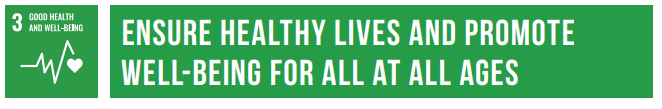 3 GOOD HEALTH
AND WELL-BEING
ENSURE HEALTHY LIVES AND PROMOTE
WELL-BEING FOR ALL AT ALL AGES